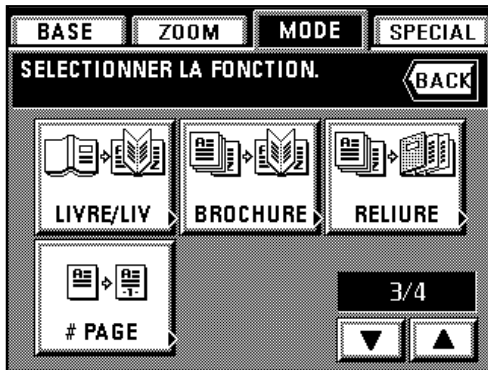 BASE ZOOM MODE SPECIAL
SELECTIONNER LA FONCTION.
BACK
LIVRE/LIV BROCHURE RELIURE
# PAGE
3/4